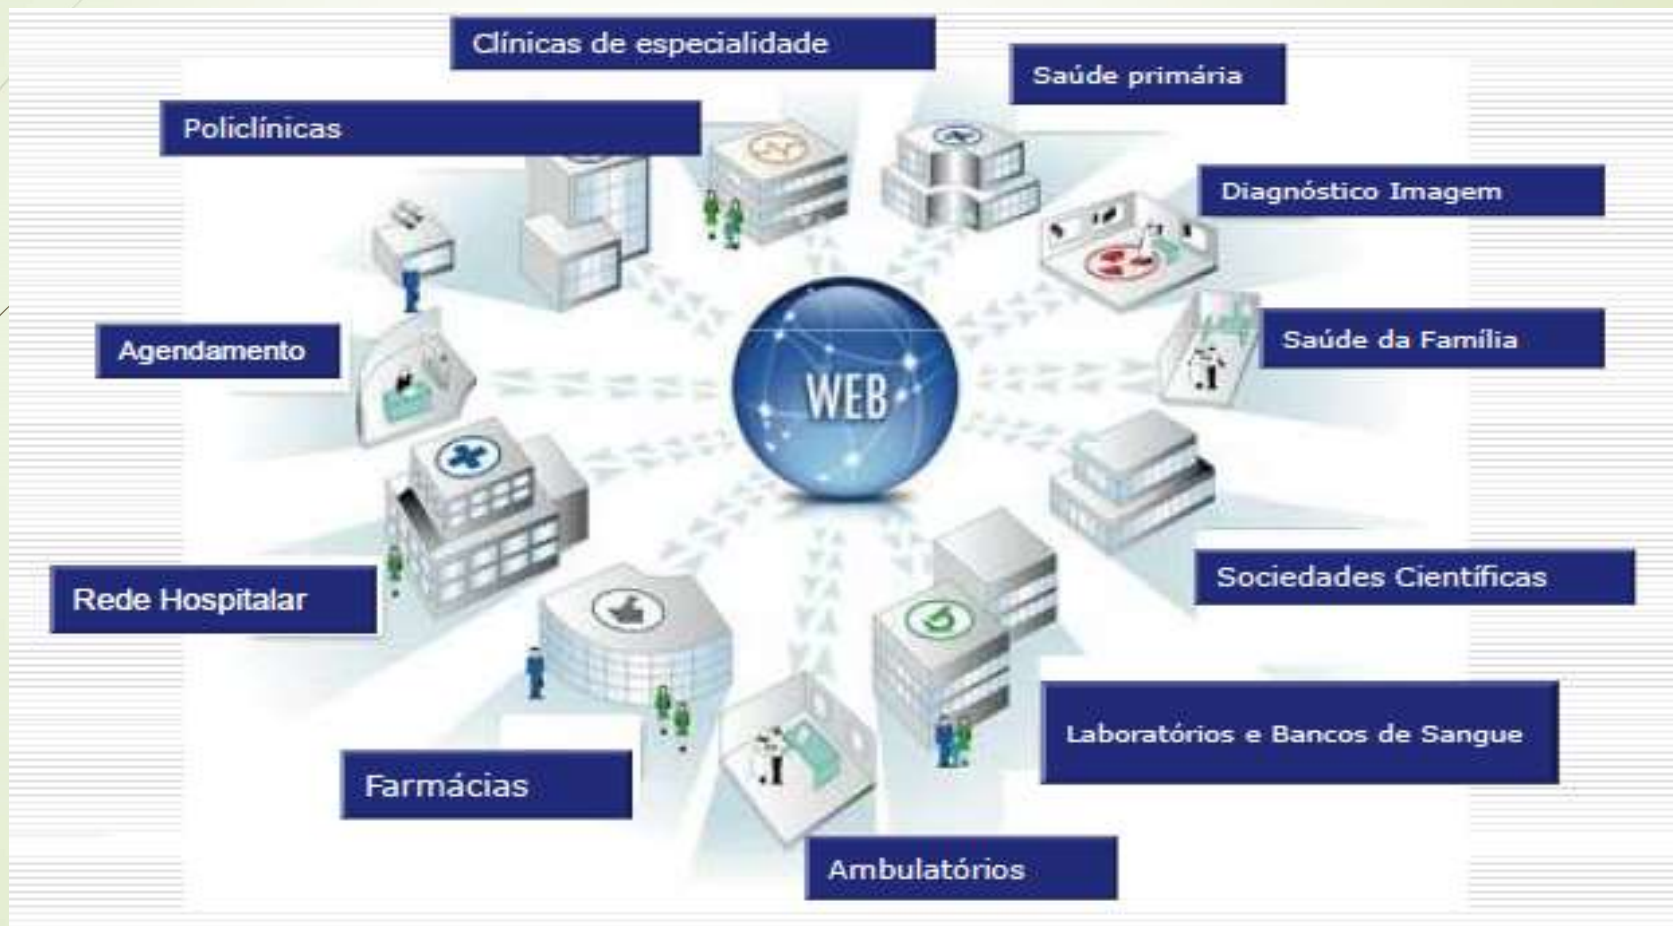 Clínicas de especialidade
Saúde primária
Policlínicas
Diagnóstico Imagem
Saúde da Família
Agendamento
WEB
Rede Hospitalar
Sociedades Científicas
Laboratórios e Bancos de Sangue
Farmácias
Ambulatórios